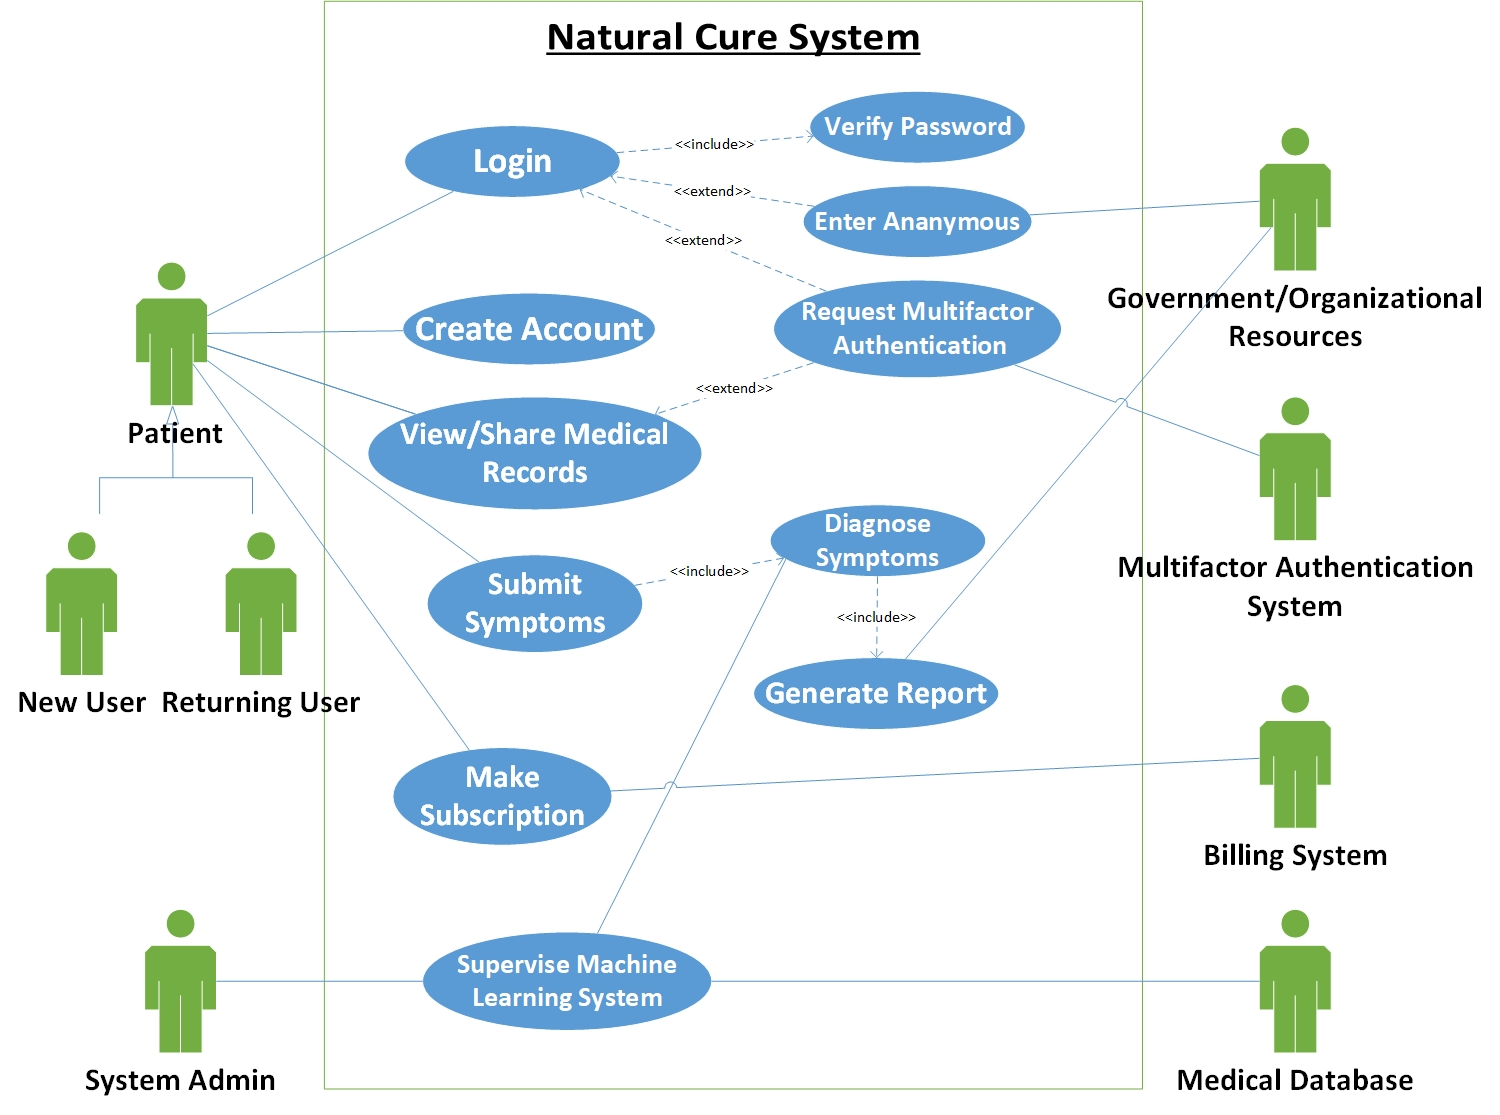 Natural Cure System
Verify Password
Login
<<include>>
<<extend>>
Enter Ananymous
<<extend>>
Government/Organizational
Resources
Request Multifactor
Authentication
Create Account
<<extend>>
Patient
View/Share Medical
Records
Diagnose
Symptoms
Multifactor Authentication
System
<<include>>
Submit
Symptoms
<<include>>
New User
Returning User
Generate Report
Make
Subscription
Billing System
Supervise Machine
Learning System
System Admin
Medical Database